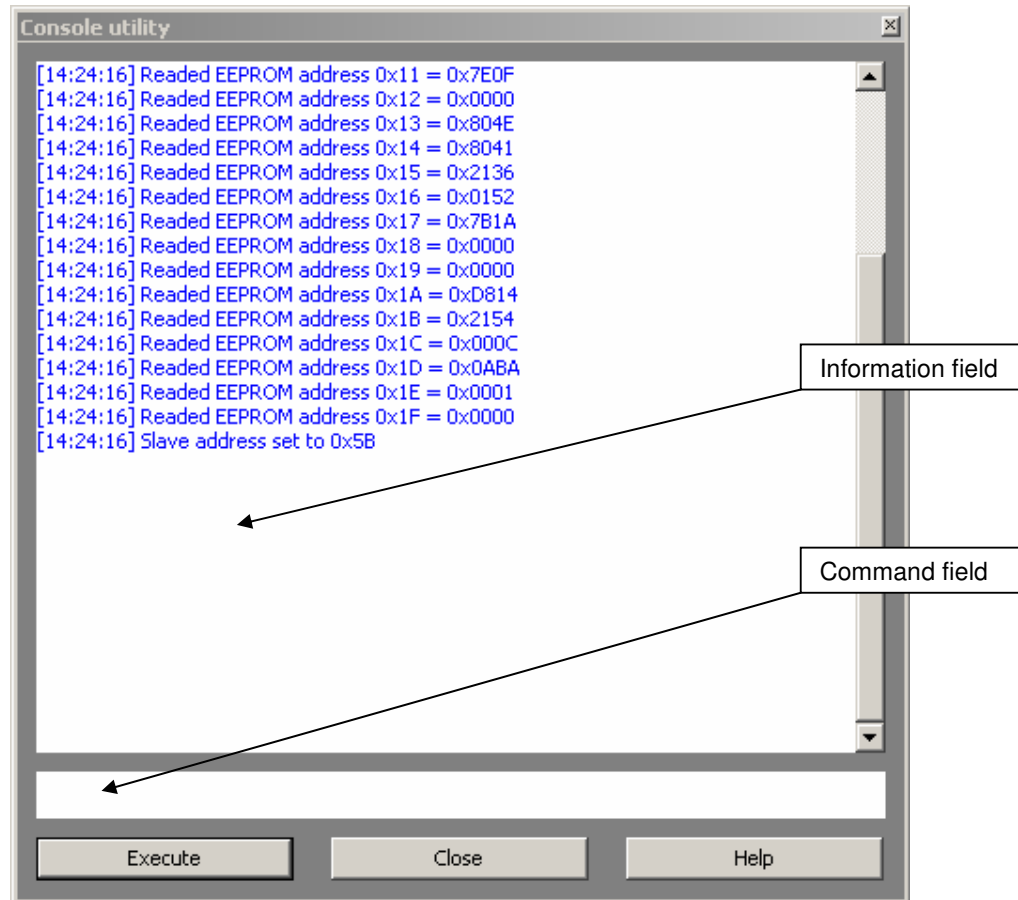 Console utility
[14:24:16] Readed EEPROM address 0x11 = 0x7E0F
[14:24:16] Readed EEPROM address 0x12 = 0x0000
[14:24:16] Readed EEPROM address 0x13 = 0x804E
[14:24:16] Readed EEPROM address 0x14 = 0x8041
[14:24:16] Readed EEPROM address 0x15 = 0x2136
[14:24:16] Readed EEPROM address 0x16 = 0x0152
[14:24:16] Readed EEPROM address 0x17 = 0x7B1A
[14:24:16] Readed EEPROM address 0x18 = 0x0000
[14:24:16] Readed EEPROM address 0x19 = 0x0000
[14:24:16] Readed EEPROM address 0x1A = 0xD814
[14:24:16] Readed EEPROM address 0x1B = 0x2154
[14:24:16] Readed EEPROM address 0x1C = 0x000C
[14:24:16] Readed EEPROM address 0x1D = 0x0ABA
[14:24:16] Readed EEPROM address 0x1E = 0x0001
[14:24:16] Readed EEPROM address 0x1F = 0x0000
[14:24:16] Slave address set to 0x5B
Information field
Command field
Execute
Close
Help